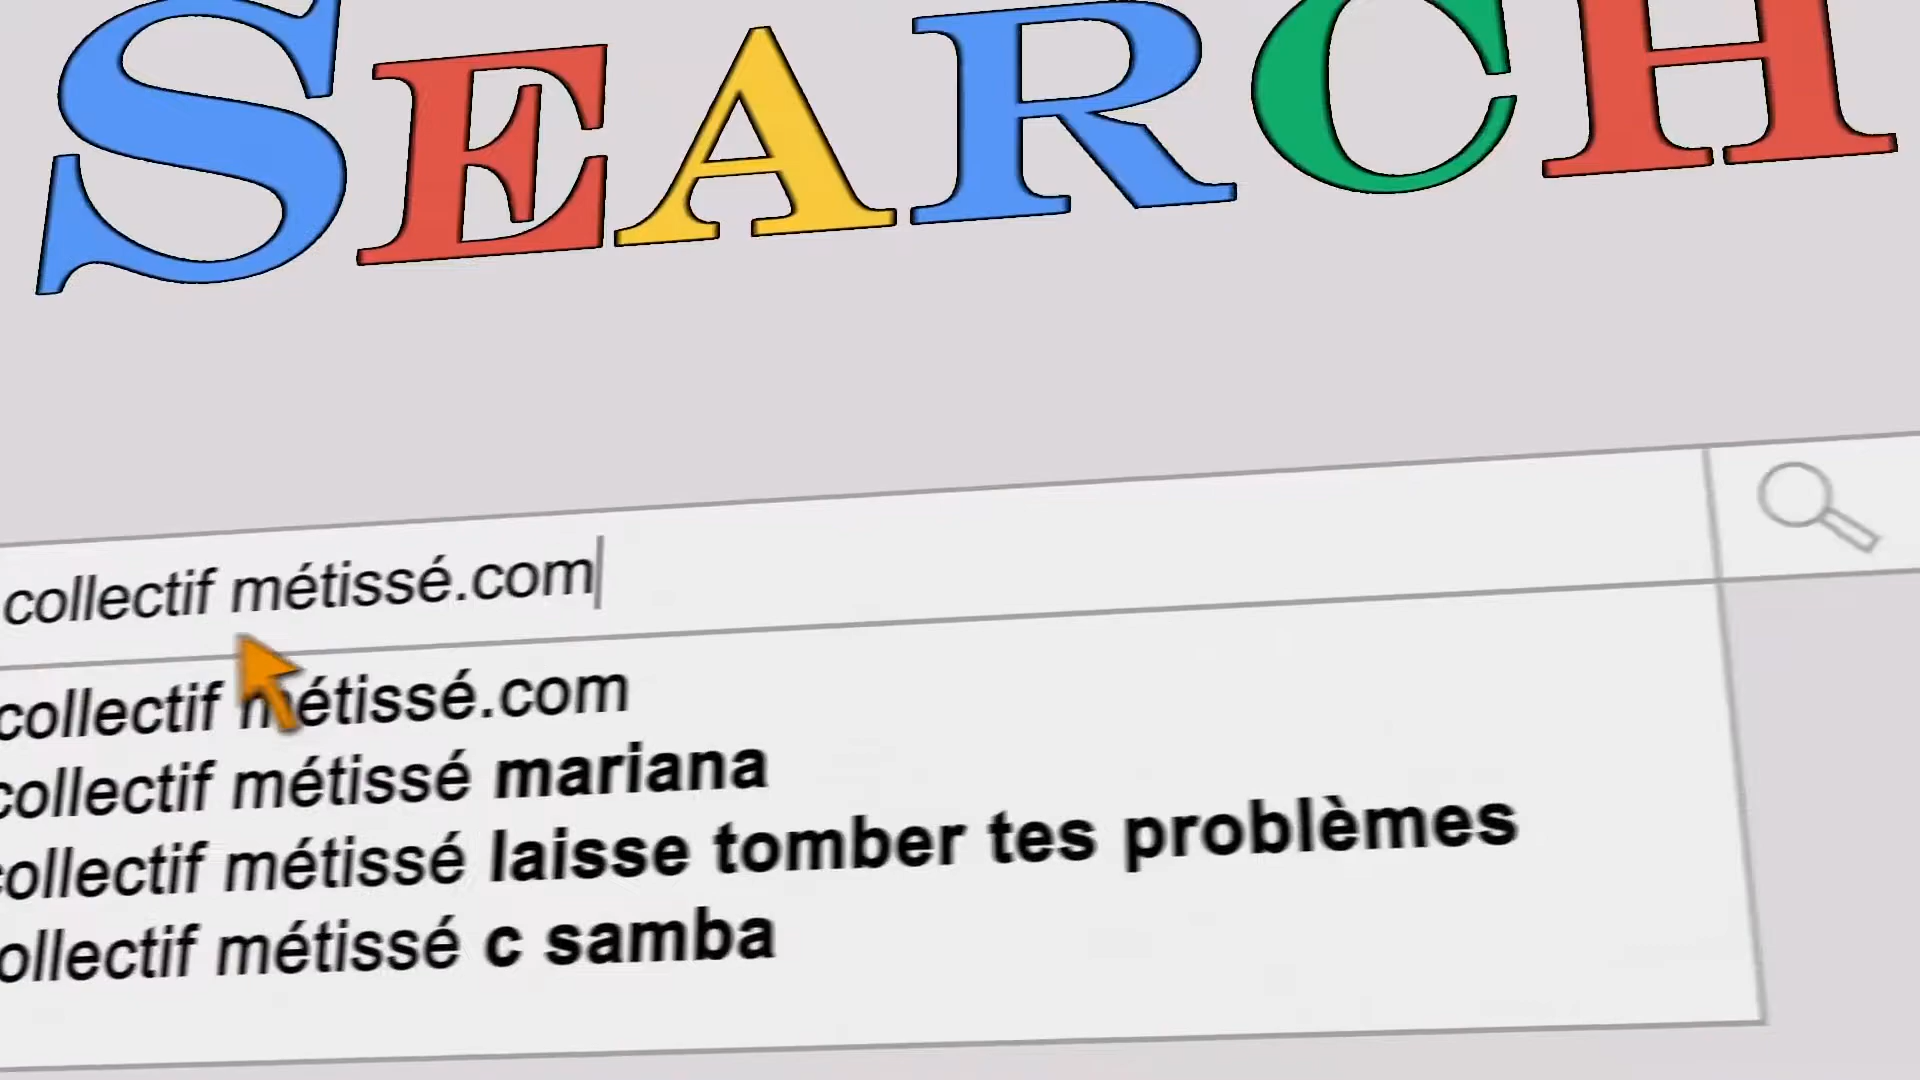 SEARCH
collectif métissé.com
collectif métissé.com
collectif métissé mariana
collectif métissé laisse tomber tes problèmes
collectif métissé c samba